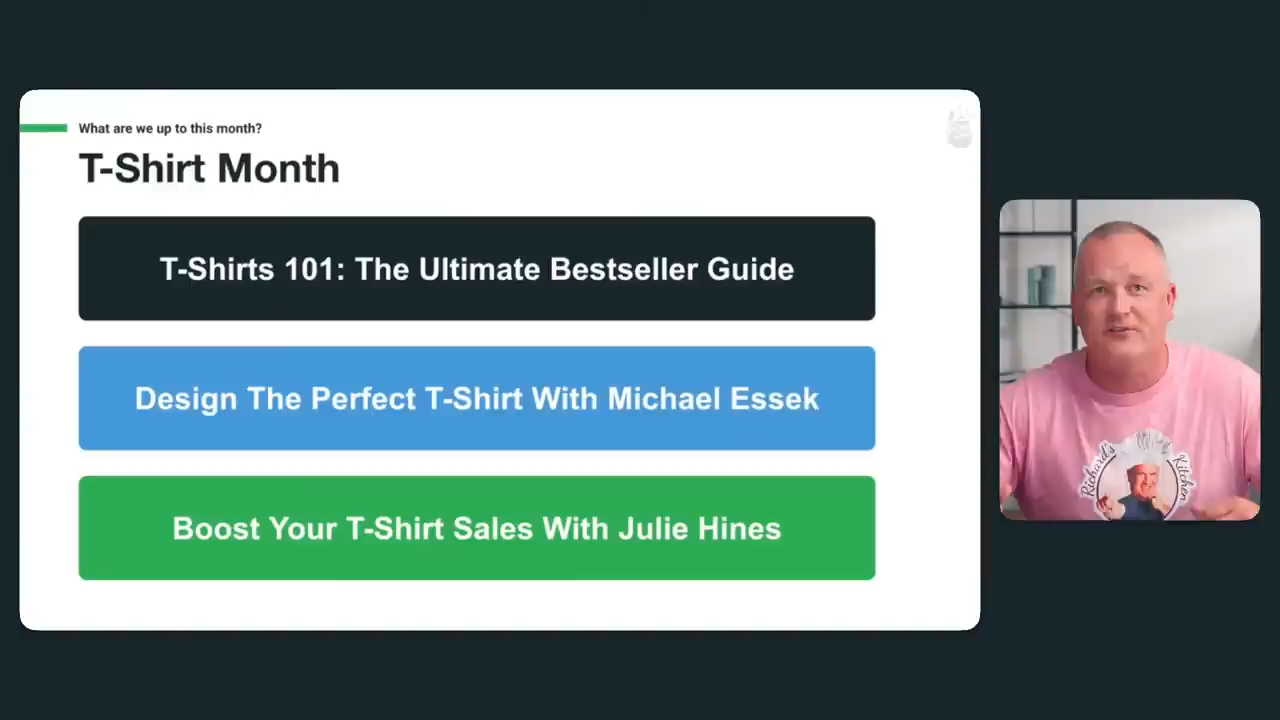 What are we up to this month?
T-Shirt Month
T-Shirts 101: The Ultimate Bestseller Guide
Design The Perfect T-Shirt With Michael Essek
Boost Your T-Shirt Sales With Julie Hines
Richard's Kitchen